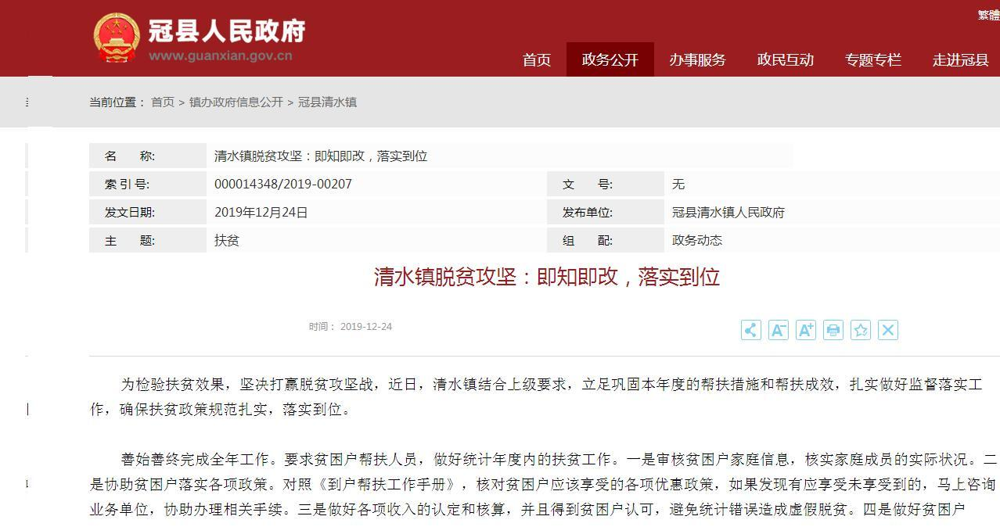 繁體
冠县人民政府
www.guanxian.gov.cn
首页 政务公开 办事服务 政民互动 专题专栏 走进冠县
当前位置： 首页 > 镇办政府信息公开 > 冠县清水镇
名 称: 清水镇脱贫攻坚：即知即改，落实到位
索 引 号: 000014348/2019-00207 文 号: 无
发文日期: 2019年12月24日 发布单位: 冠县清水镇人民政府
主 题: 扶贫 组 配: 政务动态
清水镇脱贫攻坚：即知即改，落实到位
时间： 2019-12-24
A- A+
为检验扶贫效果，坚决打赢脱贫攻坚战，近日，清水镇结合上级要求，立足巩固本年度的帮扶措施和帮扶成效，扎实做好监督落实工
作，确保扶贫政策规范扎实，落实到位。
善始善终完成全年工作。要求贫困户帮扶人员，做好统计年度内的扶贫工作。一是审核贫困户家庭信息，核实家庭成员的实际状况。二
是协助贫困户落实各项政策。对照《到户帮扶工作手册》，核对贫困户应该享受的各项优惠政策，如果发现有应享受未享受到的，马上咨询
业务单位，协助办理相关手续。三是做好各项收入的认定和核算，并且得到贫困户认可，避免统计错误造成虚假脱贫。四是做好贫困户